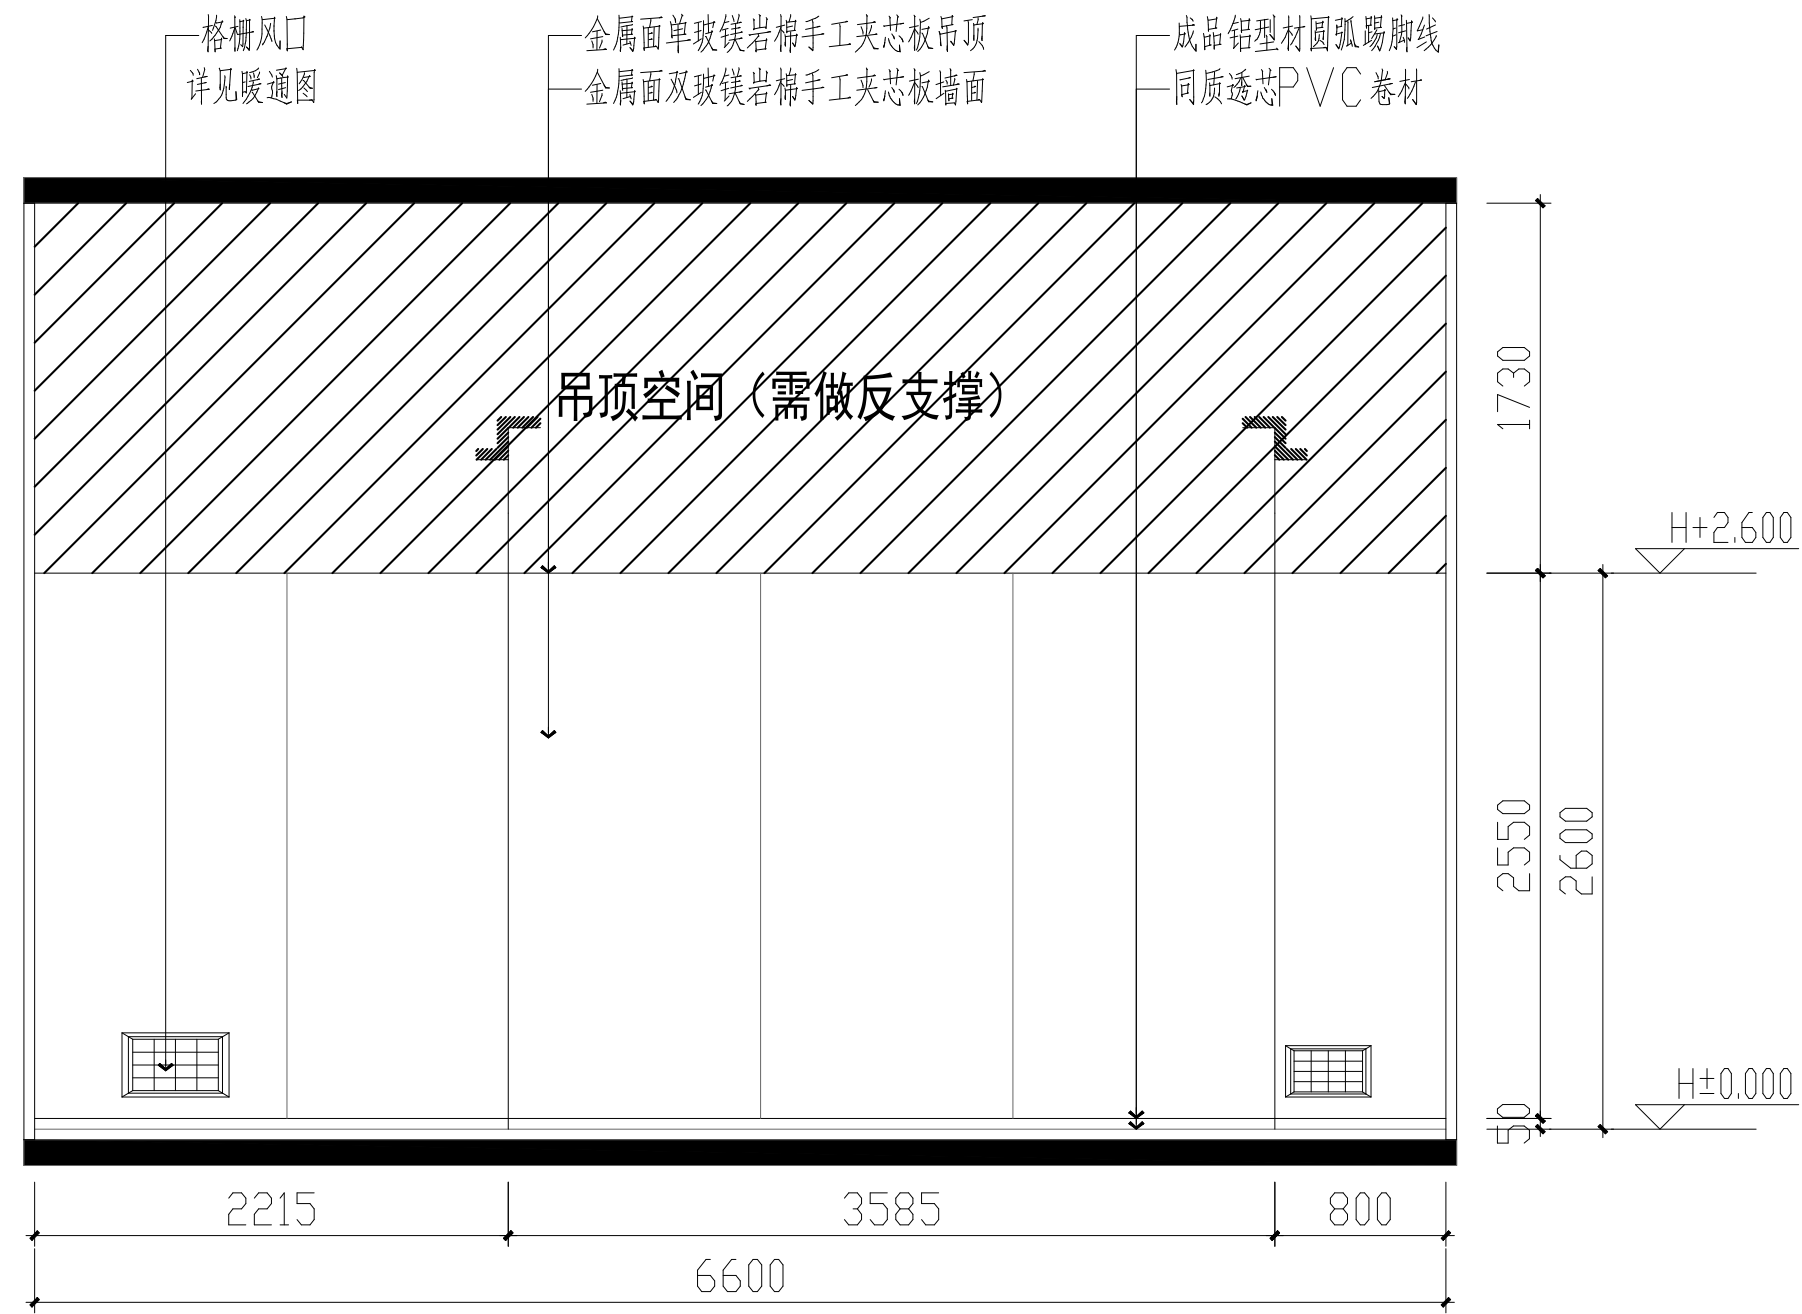 格栅风口
详见暖通图
金属面单玻镁岩棉手工夹芯板吊顶
金属面双玻镁岩棉手工夹芯板墙面
成品铝型材圆弧踢脚线
同质透芯PVC卷材
吊顶空间（需做反支撑）
1730
H+2.600
2550
2600
H±0.000
50
2215
3585
800
6600